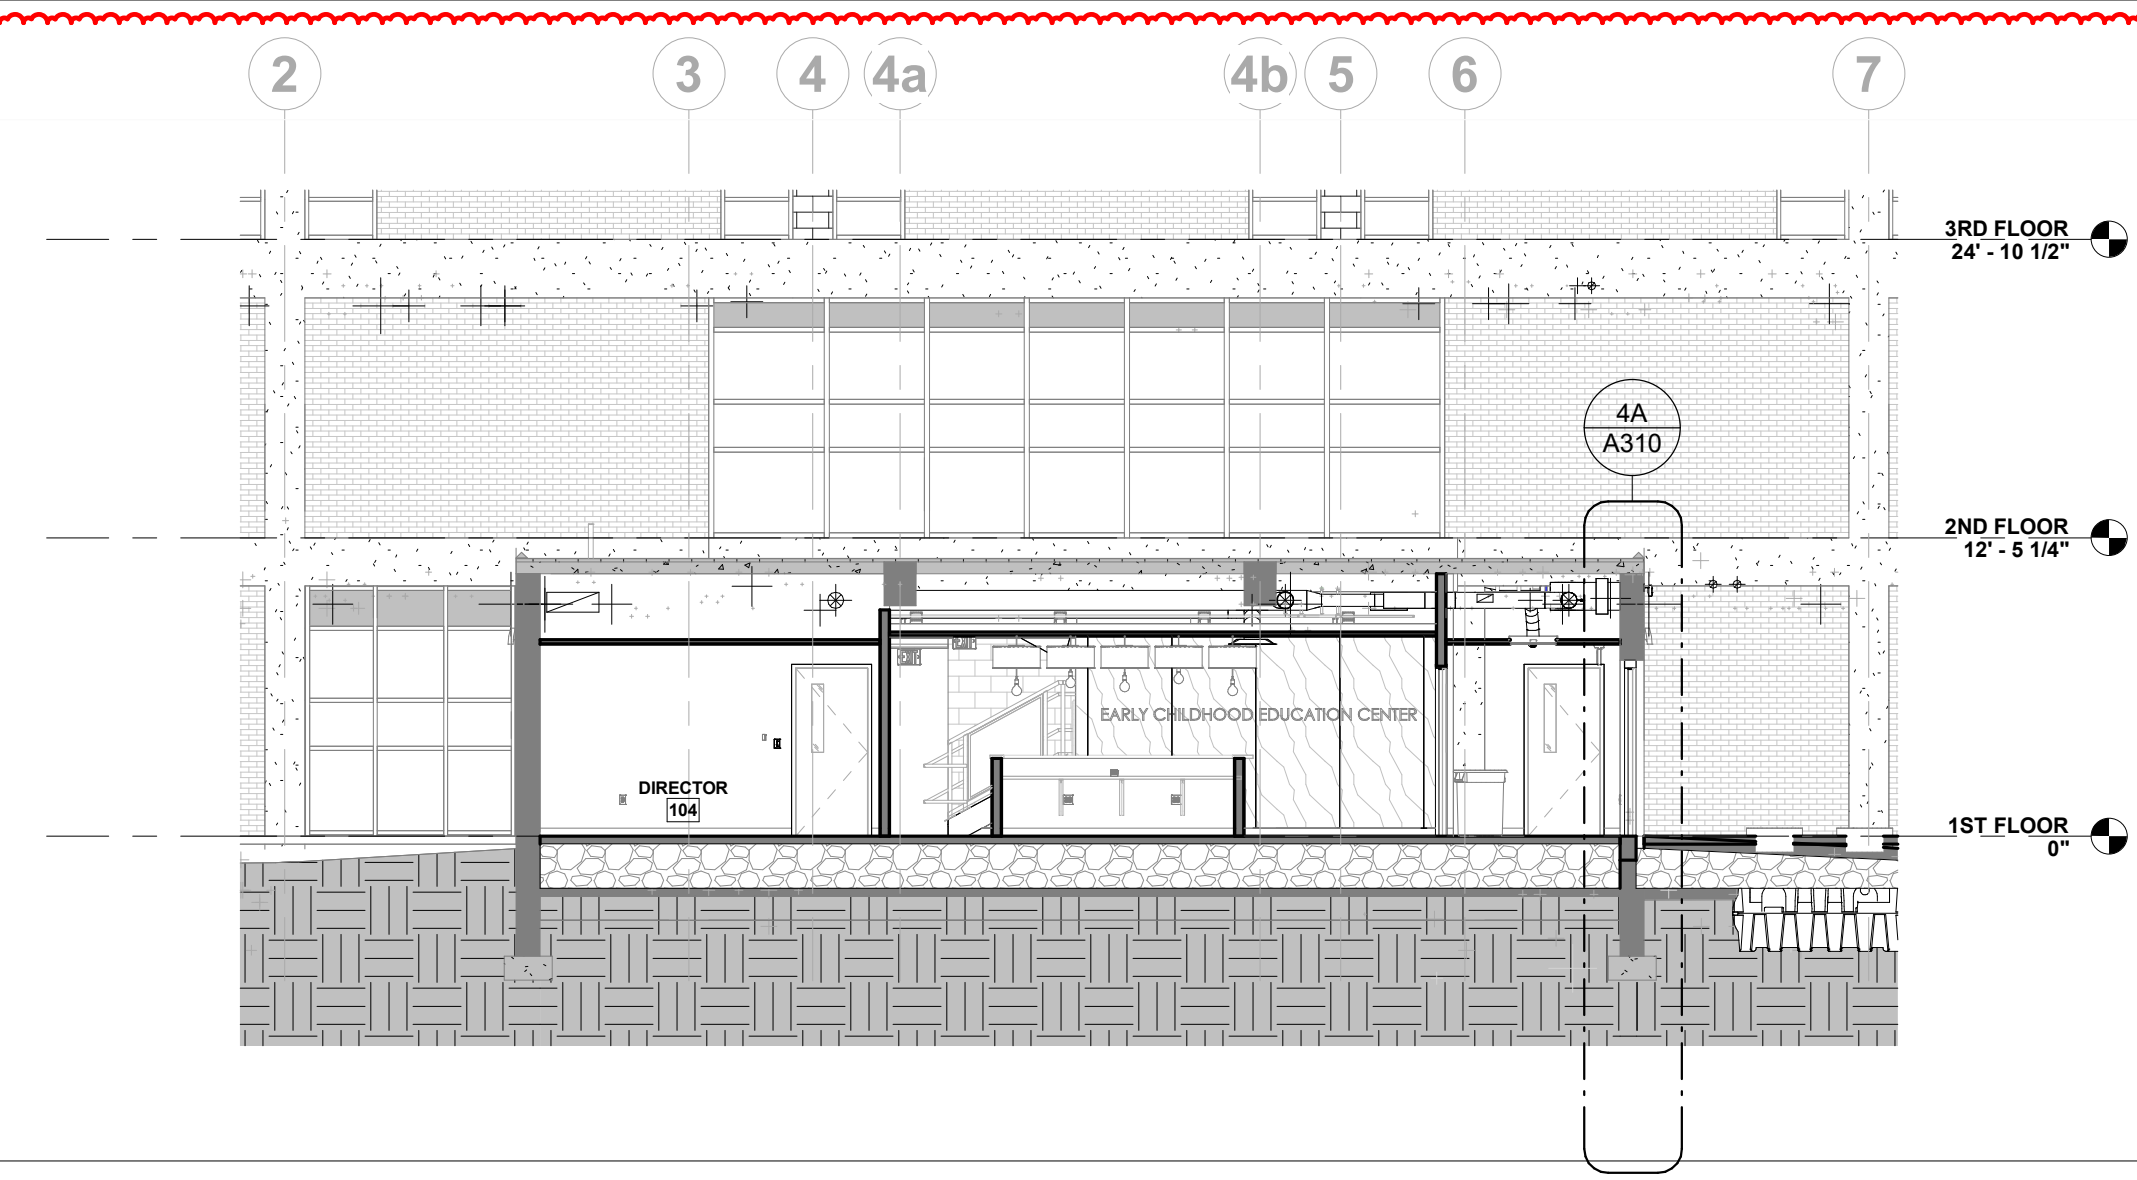 2 3 4 4a 4b 5 6 7
3RD FLOOR
24' - 10 1/2"
4A
A310
2ND FLOOR
12' - 5 1/4"
EARLY CHILDHOOD EDUCATION CENTER
DIRECTOR
104
1ST FLOOR
0"